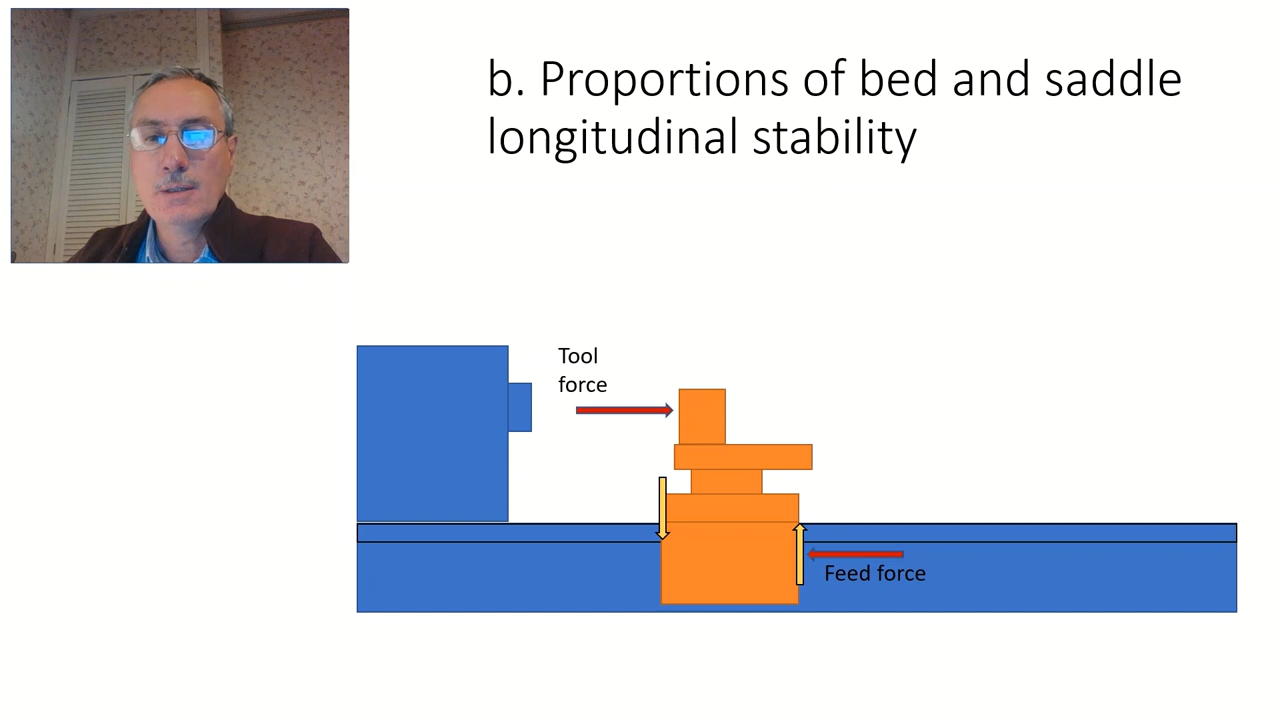 b. Proportions of bed and saddle
longitudinal stability
Tool
force
Feed force